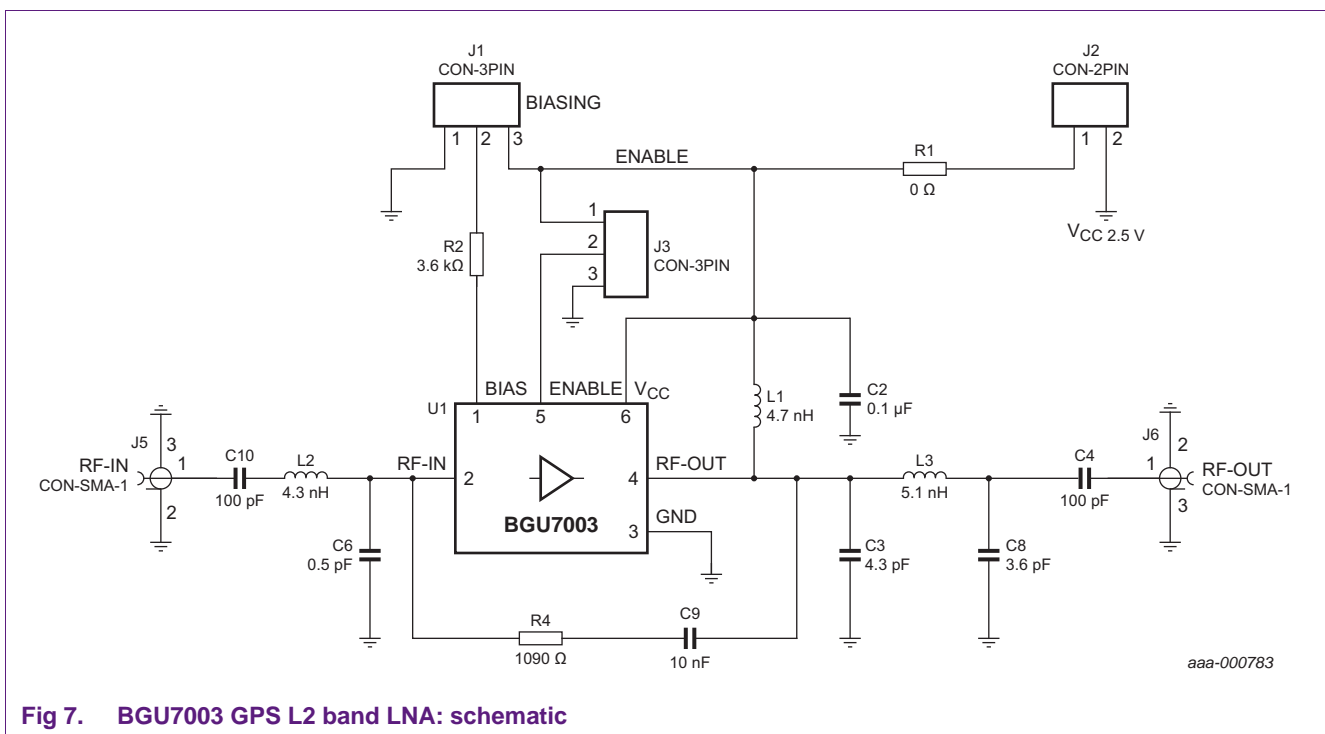 J1
CON-3PIN
BIASING
1 2 3
J2
CON-2PIN
1 2
VCC 2.5 V
ENABLE
R1
0 Ω
R2
3.6 kΩ
1
2
3
J3
CON-3PIN
U1
BIAS ENABLE VCC
1 5 6
RF-IN
2
RF-OUT
4
GND
3
BGU7003
L1
4.7 nH
C2
0.1 µF
J5
3
1
2
RF-IN
CON-SMA-1
C10
100 pF
L2
4.3 nH
C6
0.5 pF
R4
1090 Ω
C9
10 nF
C3
4.3 pF
L3
5.1 nH
C8
3.6 pF
C4
100 pF
J6
2
1
3
RF-OUT
CON-SMA-1
aaa-000783
Fig 7. BGU7003 GPS L2 band LNA: schematic